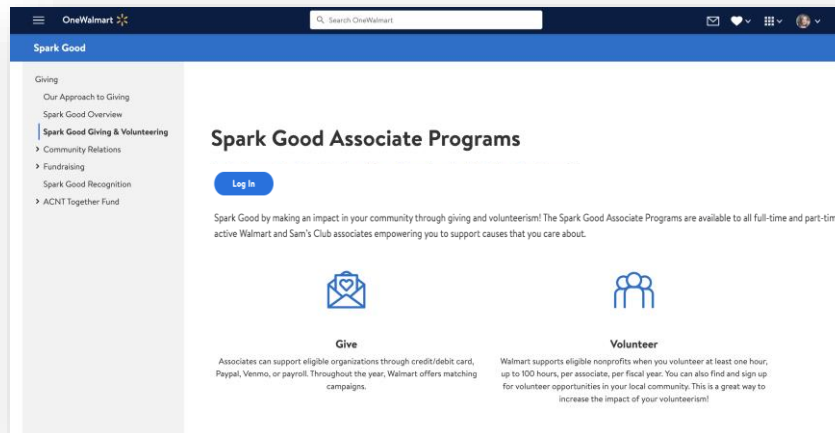 OneWalmart
Search OneWalmart
Spark Good
Giving
Our Approach to Giving
Spark Good Overview
Spark Good Giving & Volunteering
Community Relations
Fundraising
Spark Good Recognition
ACNT Together Fund
Spark Good Associate Programs
Log In
Spark Good by making an impact in your community through giving and volunteerism! The Spark Good Associate Programs are available to all full-time and part-tim
active Walmart and Sam's Club associates empowering you to support causes that you care about.
Give
Associates can support eligible organizations through credit/debit card,
Paypal, Venmo, or payroll. Throughout the year, Walmart offers matching
campaigns.
Volunteer
Walmart supports eligible nonprofits when you volunteer at least one hour,
up to 100 hours, per associate, per fiscal year. You can also find and sign up
for volunteer opportunities in your local community. This is a great way to
increase the impact of your volunteerism!